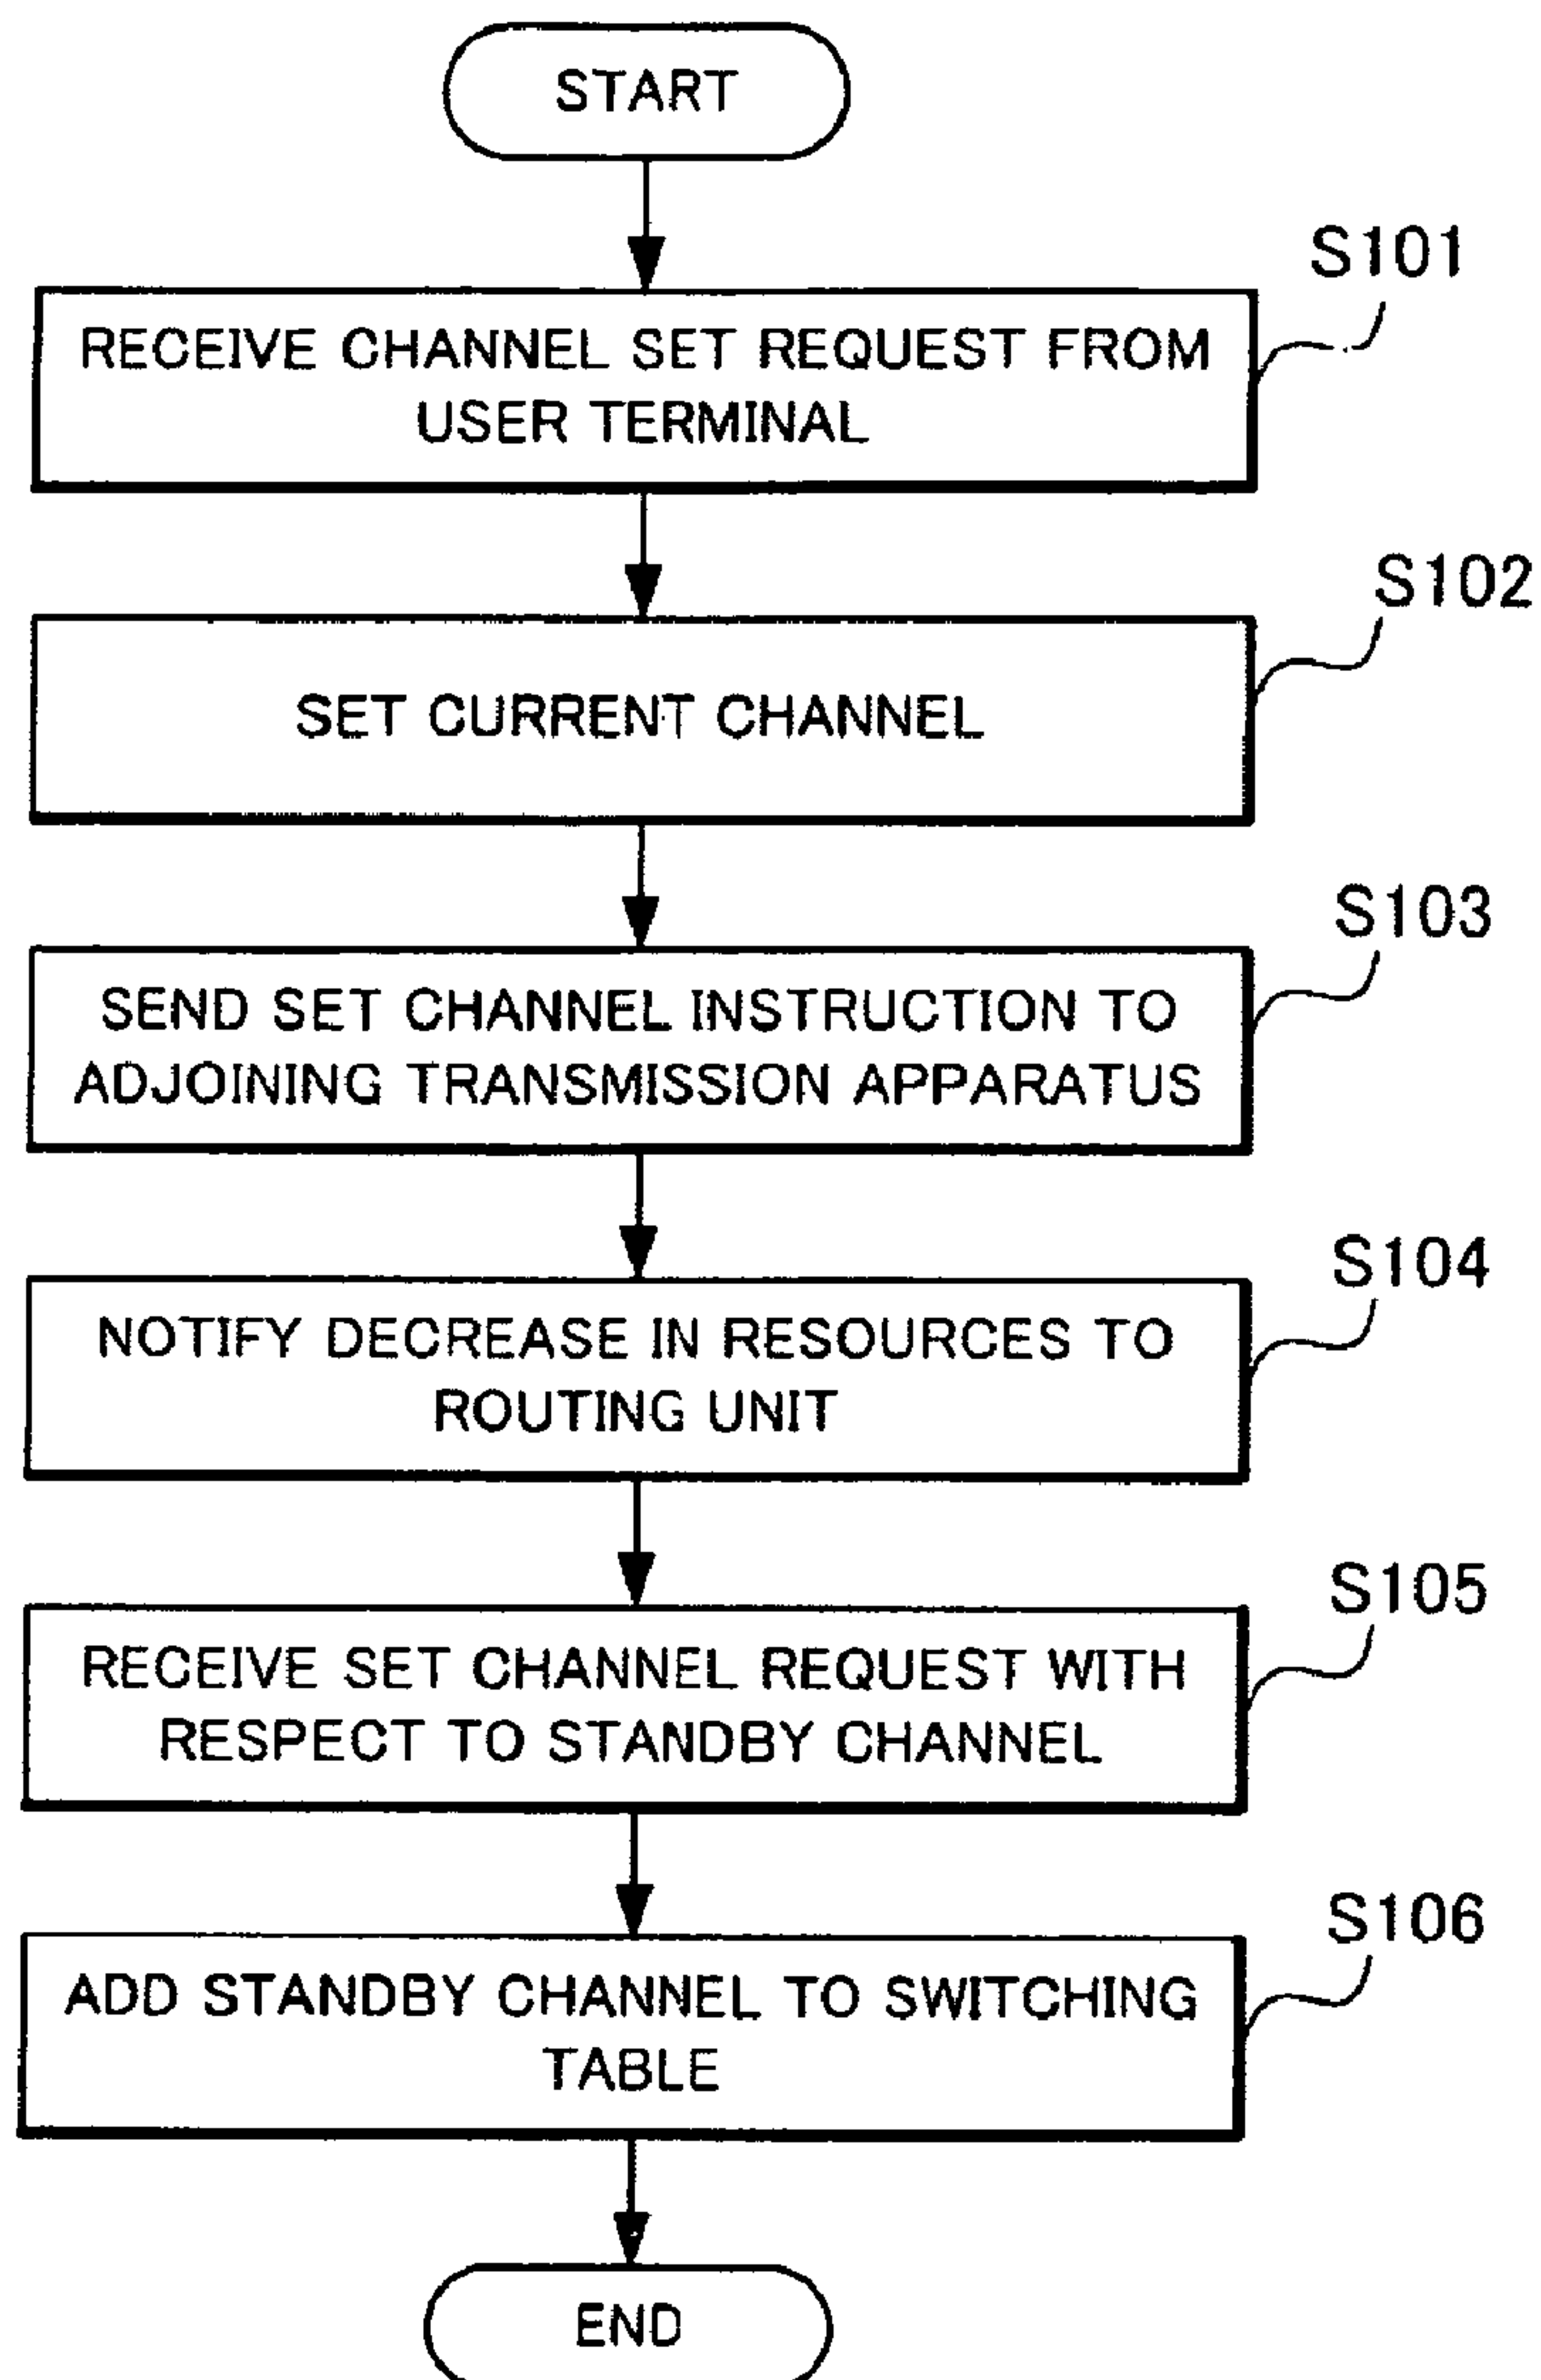 START
S101
RECEIVE CHANNEL SET REQUEST FROM
USER TERMINAL
S102
SET CURRENT CHANNEL
S103
SEND SET CHANNEL INSTRUCTION TO
ADJOINING TRANSMISSION APPARATUS
S104
NOTIFY DECREASE IN RESOURCES TO
ROUTING UNIT
S105
RECEIVE SET CHANNEL REQUEST WITH
RESPECT TO STANDBY CHANNEL
S106
ADD STANDBY CHANNEL TO SWITCHING
TABLE
END